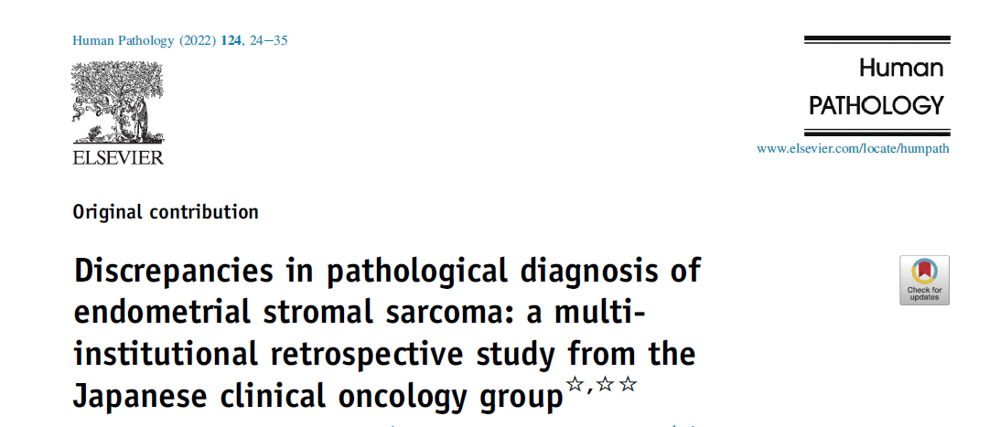 Human Pathology (2022) 124, 24–35
ELSEVIER
Human
PATHOLOGY
www.elsevier.com/locate/humpath
Original contribution
Discrepancies in pathological diagnosis of
endometrial stromal sarcoma: a multi-
institutional retrospective study from the
Japanese clinical oncology group☆,☆☆
Check for
updates